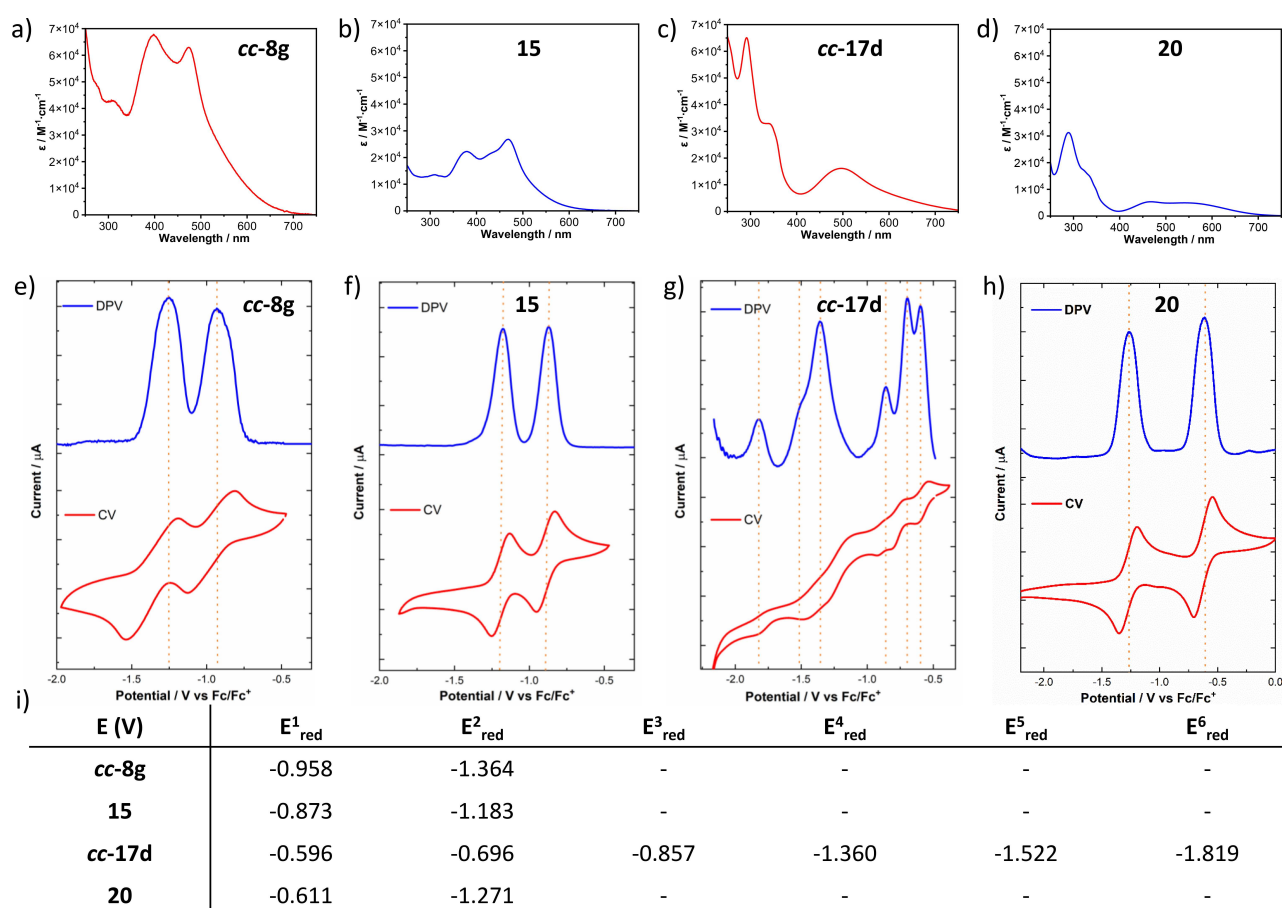 a)
cc-8g
7×10⁴
6×10⁴
5×10⁴
4×10⁴
3×10⁴
2×10⁴
1×10⁴
0
ε / M⁻¹·cm⁻¹
300 400 500 600 700
Wavelength / nm
b)
15
7×10⁴
6×10⁴
5×10⁴
4×10⁴
3×10⁴
2×10⁴
1×10⁴
0
ε / M⁻¹·cm⁻¹
300 400 500 600 700
Wavelength / nm
c)
cc-17d
7×10⁴
6×10⁴
5×10⁴
4×10⁴
3×10⁴
2×10⁴
1×10⁴
0
ε / M⁻¹·cm⁻¹
300 400 500 600 700
Wavelength / nm
d)
20
7×10⁴
6×10⁴
5×10⁴
4×10⁴
3×10⁴
2×10⁴
1×10⁴
0
ε / M⁻¹·cm⁻¹
300 400 500 600 700
Wavelength / nm
e)
cc-8g
DPV
CV
Current / μA
-2.0 -1.5 -1.0 -0.5
Potential / V vs Fc/Fc⁺
f)
15
DPV
CV
Current / μA
-2.0 -1.5 -1.0 -0.5
Potential / V vs Fc/Fc⁺
g)
cc-17d
DPV
CV
Current / μA
-2.0 -1.5 -1.0 -0.5
Potential / V vs Fc/Fc⁺
h)
20
DPV
CV
Current / μA
-2.0 -1.5 -1.0 -0.5 0.0
Potential / V vs Fc/Fc⁺
i)
E (V) E¹red E²red E³red E⁴red E⁵red E⁶red
cc-8g -0.958 -1.364 - - - -
15 -0.873 -1.183 - - - -
cc-17d -0.596 -0.696 -0.857 -1.360 -1.522 -1.819
20 -0.611 -1.271 - - - -